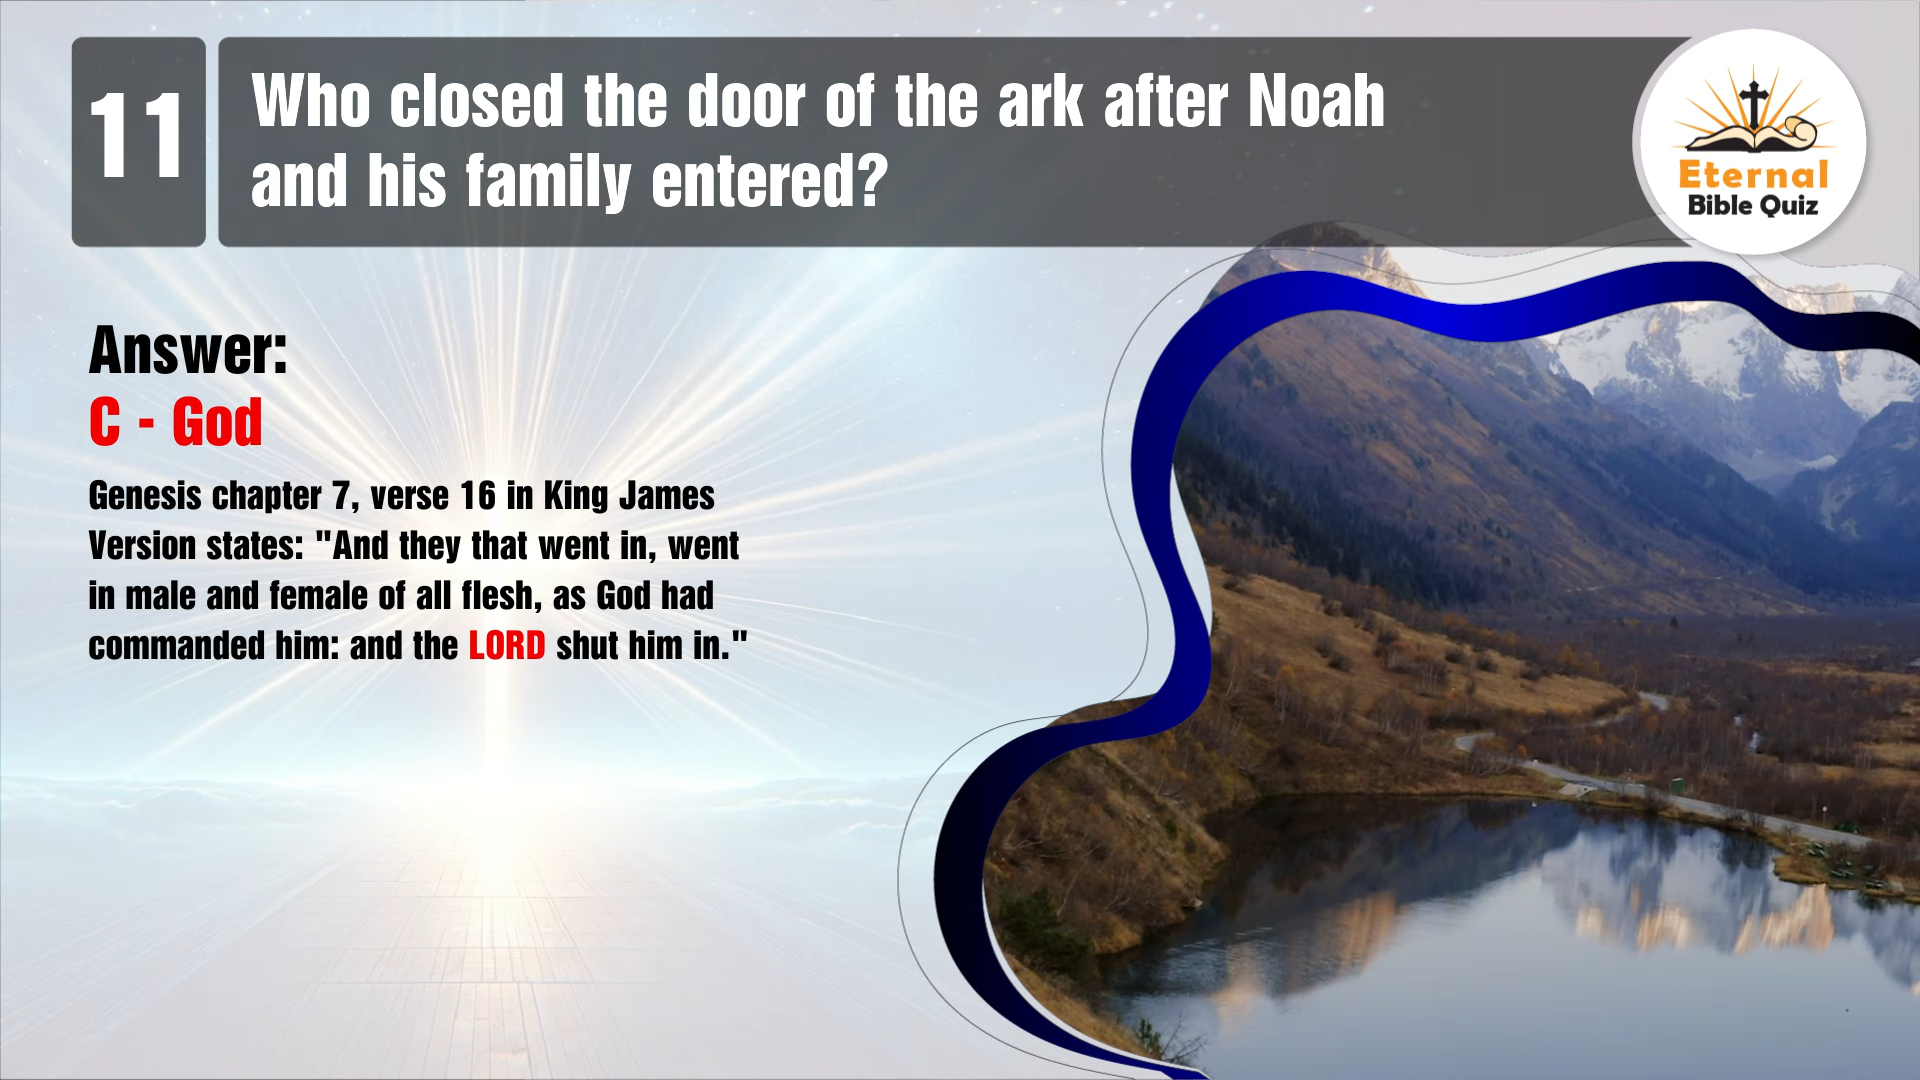 11
Who closed the door of the ark after Noah
and his family entered?
Eternal
Bible Quiz
Answer:
C - God
Genesis chapter 7, verse 16 in King James
Version states: "And they that went in, went
in male and female of all flesh, as God had
commanded him: and the LORD shut him in."